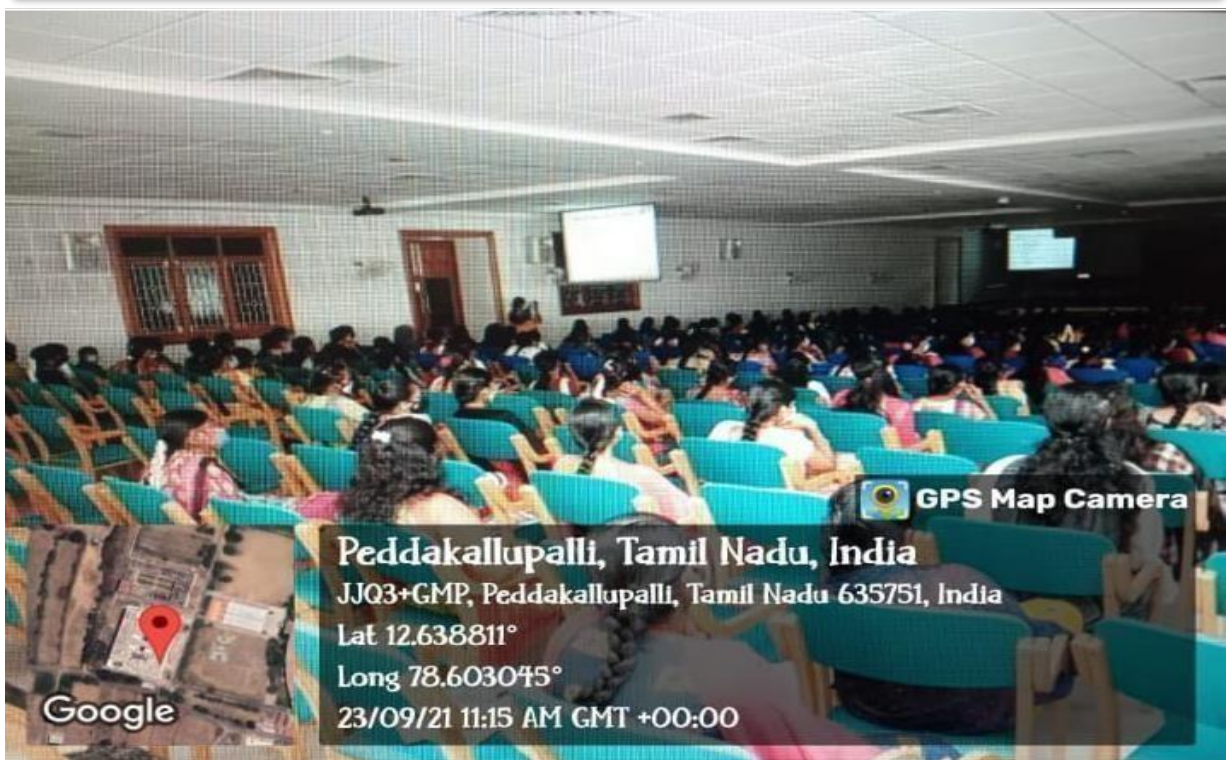 GPS Map Camera
Peddakallupalli, Tamil Nadu, India
JJQ3+GMP, Peddakallupalli, Tamil Nadu 635751, India
Lat 12.638811°
Long 78.603045°
23/09/21 11:15 AM GMT +00:00
Google